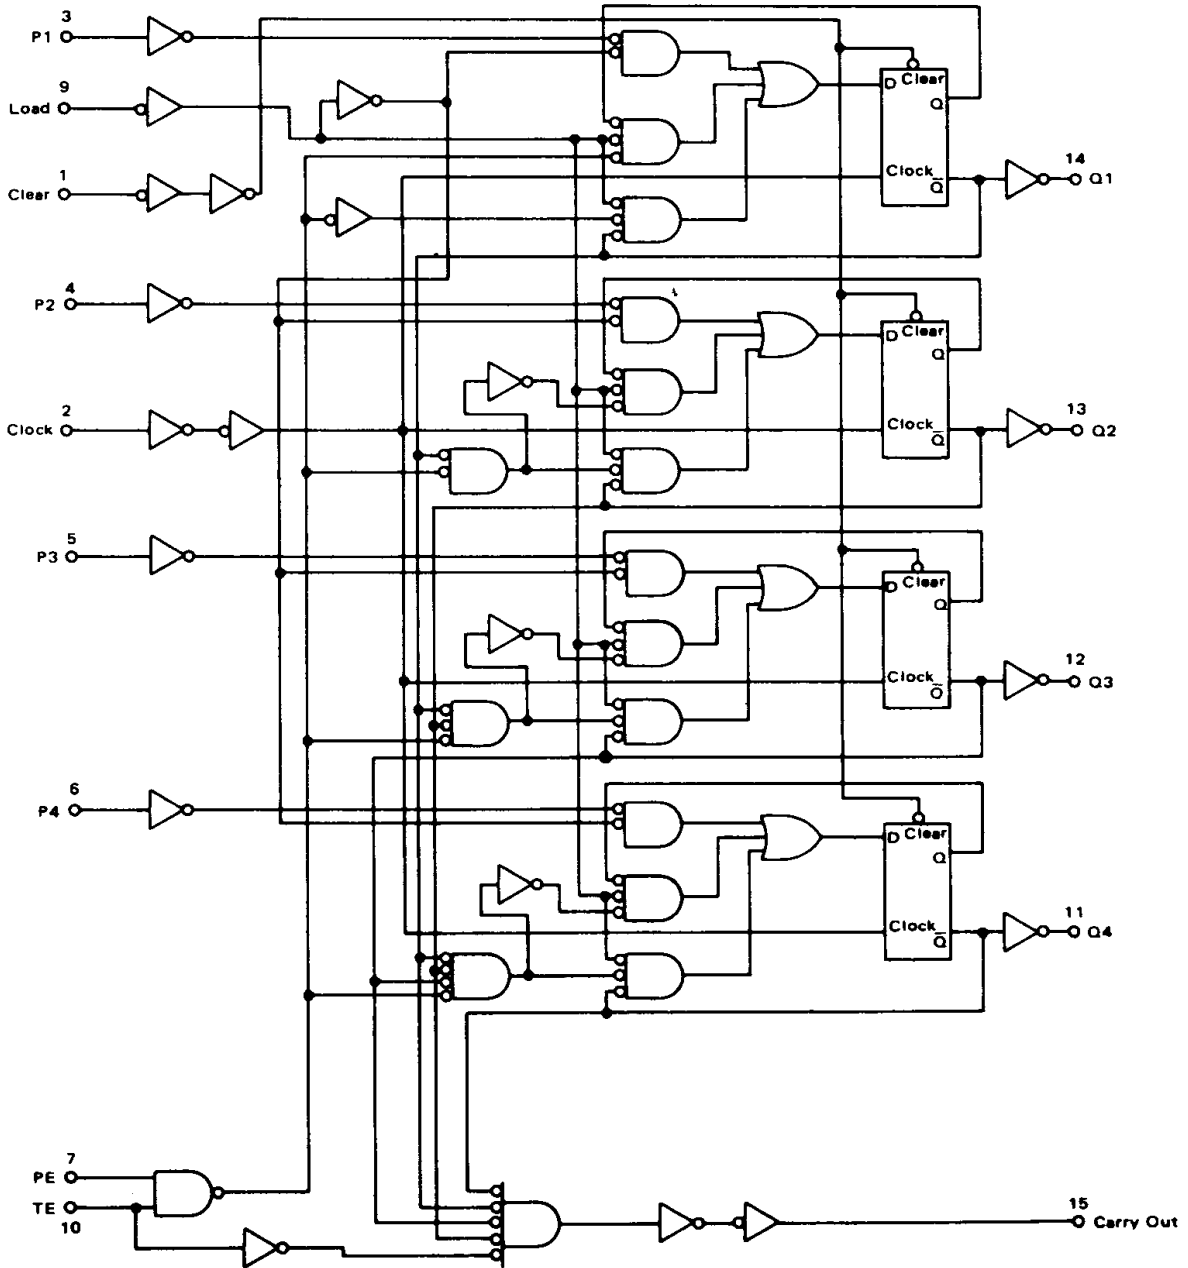 3
P1
9
Load
1
Clear
D Clear
Q
Clock Q̅
14
Q1
4
P2
D Clear
Q
2
Clock
Clock Q̅
13
Q2
5
P3
D Clear
Q
Clock Q̅
12
Q3
6
P4
D Clear
Q
Clock Q̅
11
Q4
7
PE
TE
10
15
Carry Out